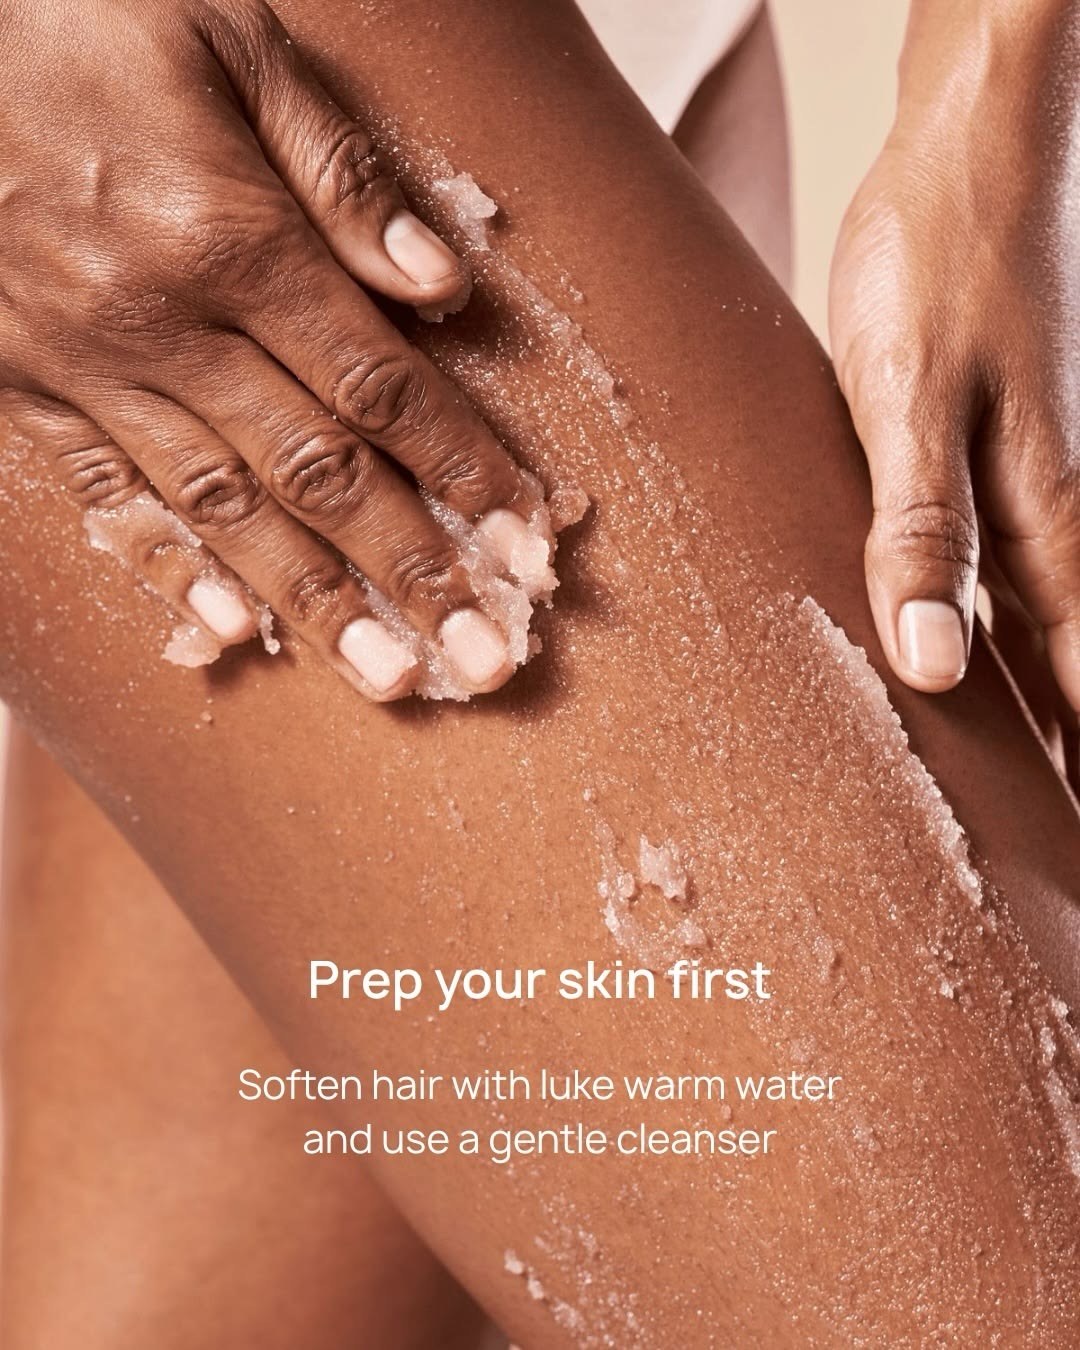 Prep your skin first
Soften hair with luke warm water
and use a gentle cleanser